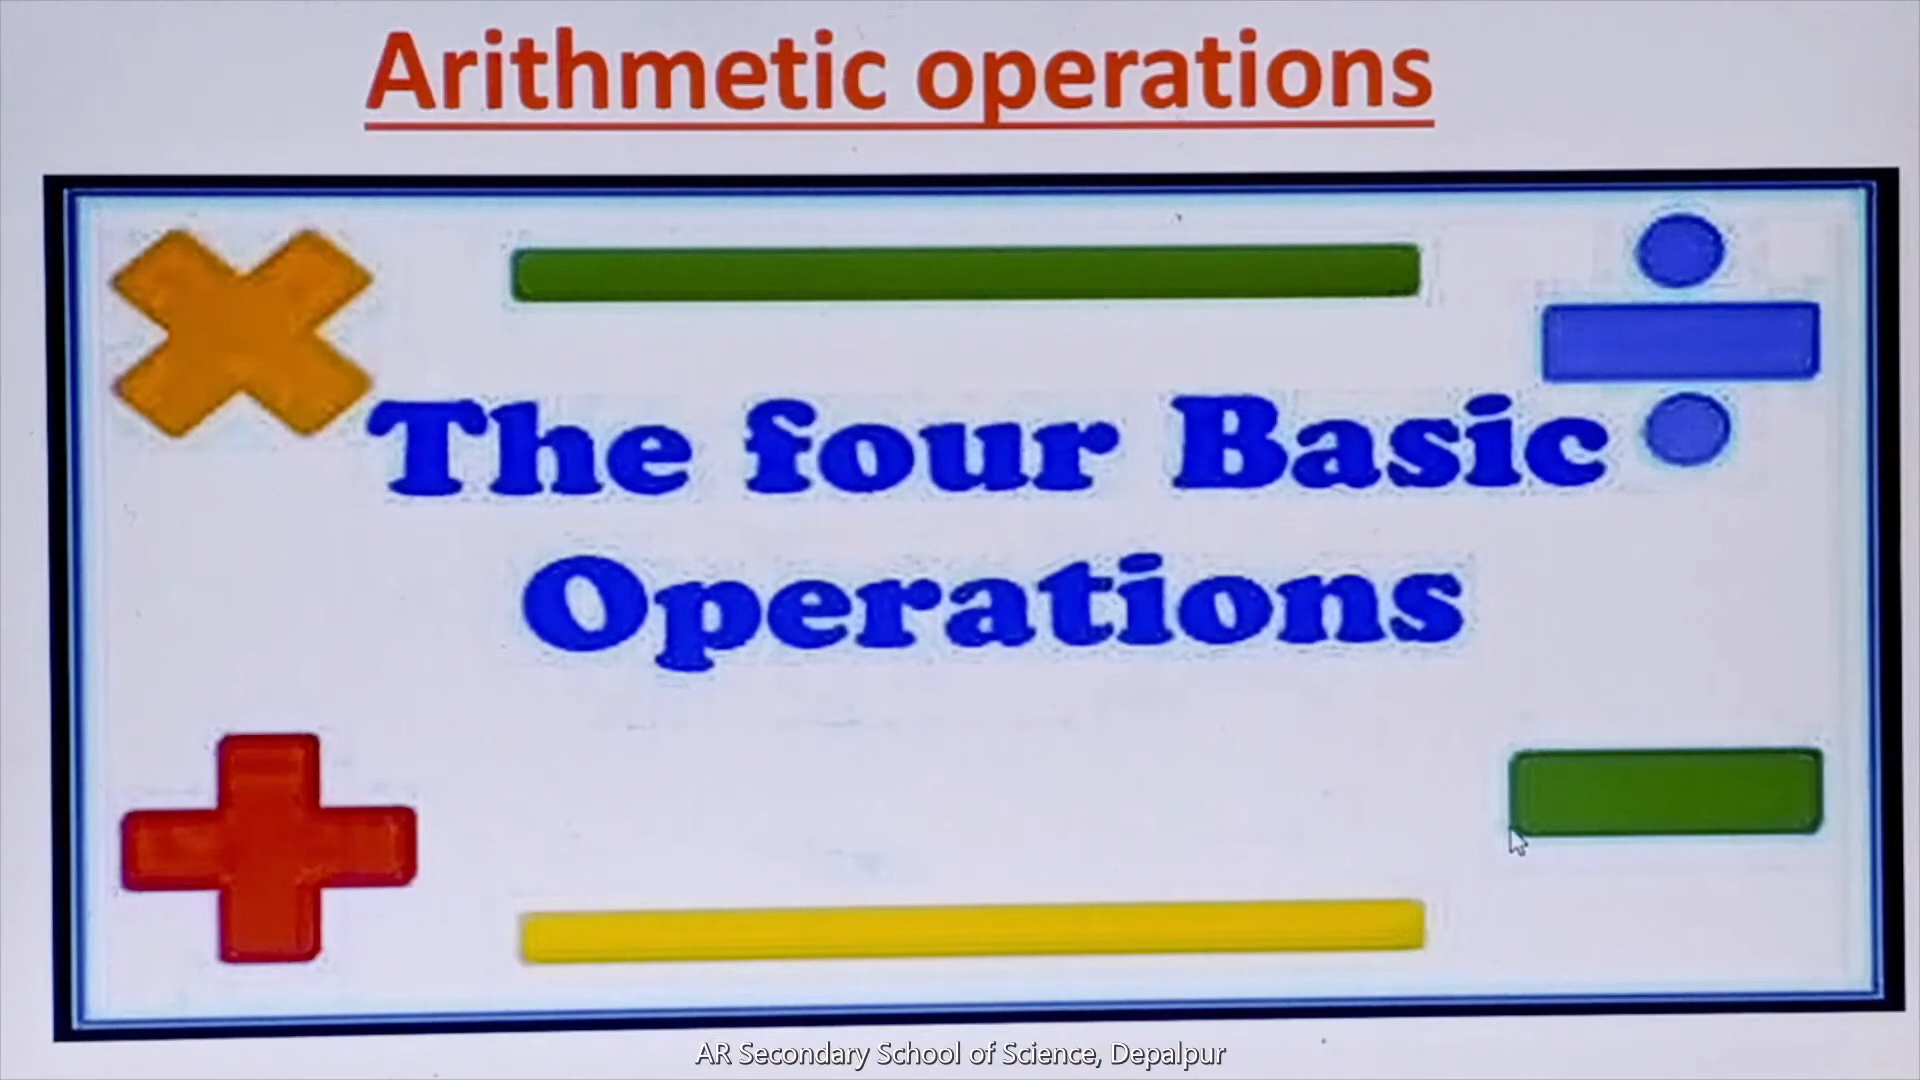 Arithmetic operations
The four Basic
Operations
AR Secondary School of Science, Depalpur